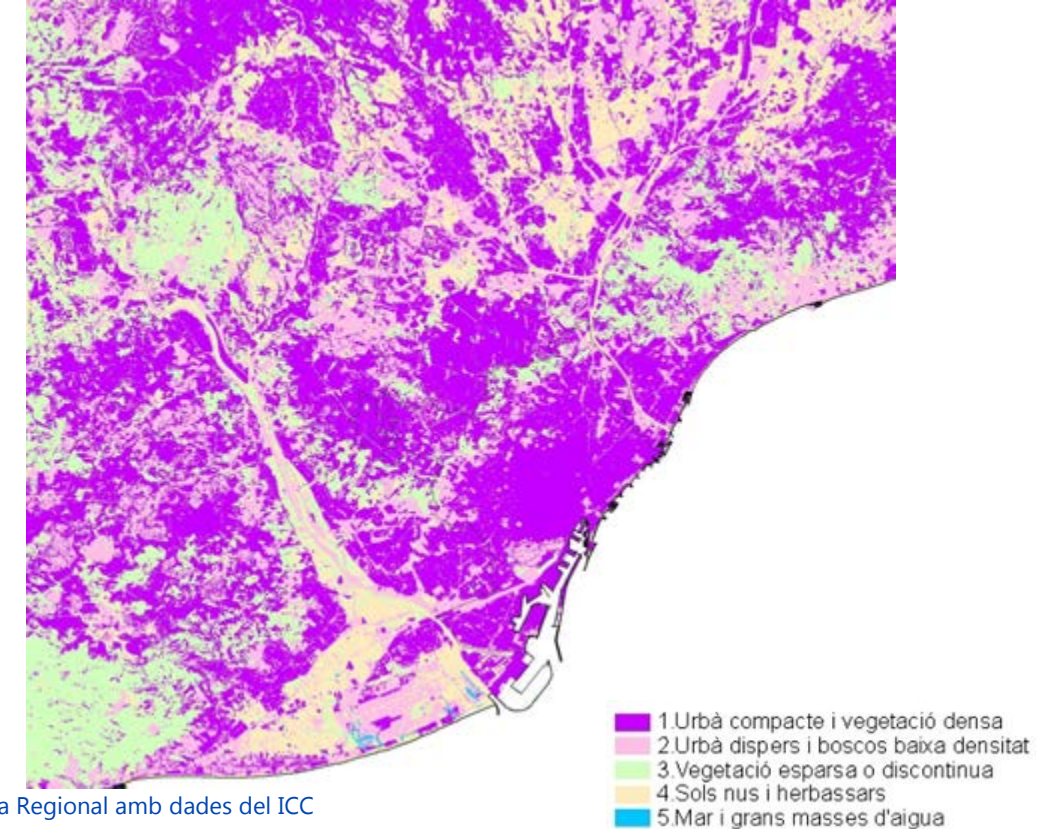 1.Urbà compacte i vegetació densa
2.Urbà dispers i boscos baixa densitat
3.Vegetació esparsa o discontinua
4.Sols nus i herbassars
5.Mar i grans masses d'aigua
a Regional amb dades del ICC